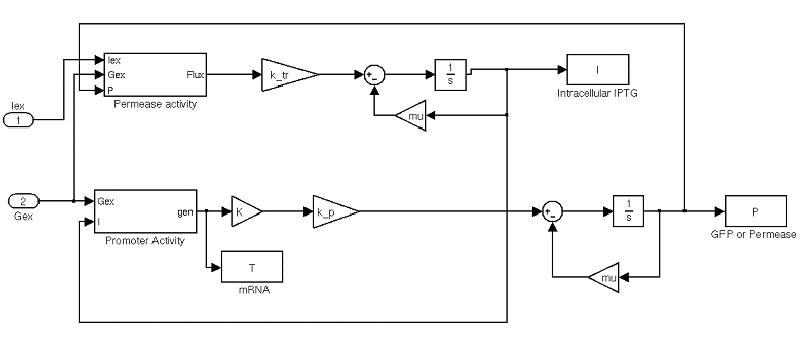 Iex
Gex
P
Flux
Permease activity
k_tr
+
-
1
s
I
Intracellular IPTG
mu
Iex
1
2
Gex
Gex
I
gen
Promoter Activity
K
k_p
+
-
1
s
P
GFP or Permease
T
mRNA
mu